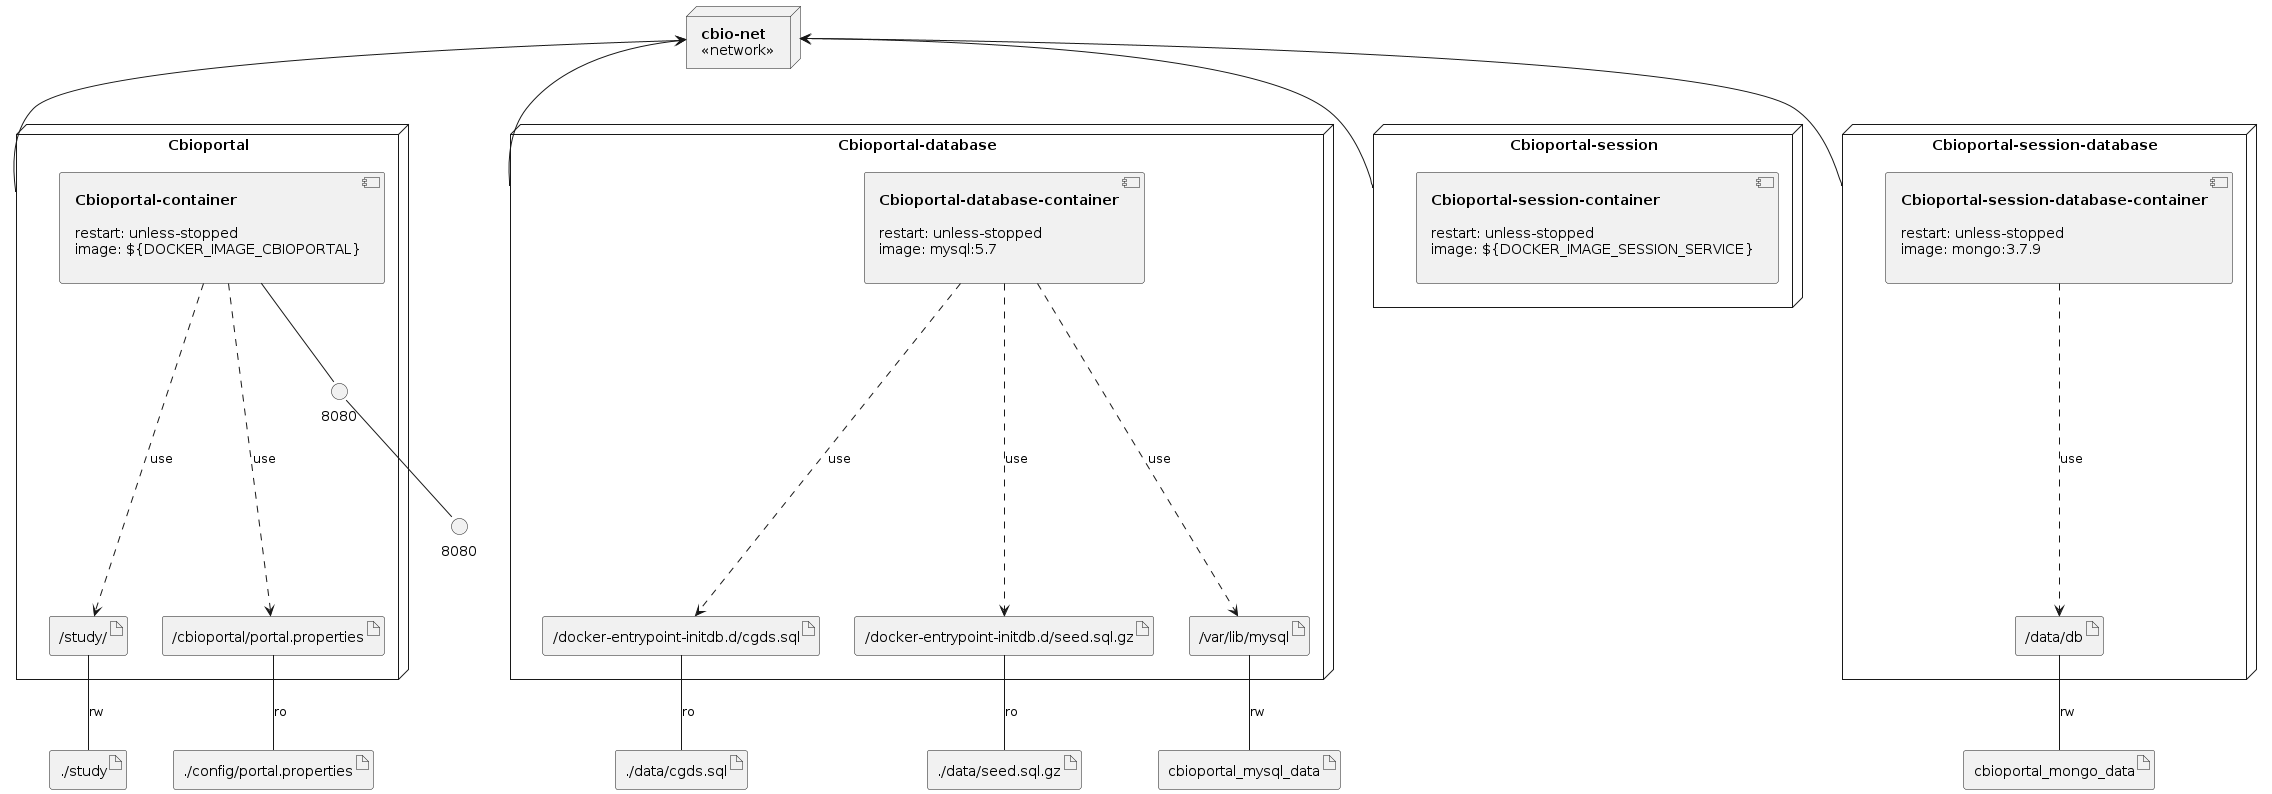 cbio-net
«network»
Cbioportal
Cbioportal-container
restart: unless-stopped
image: ${DOCKER_IMAGE_CBIOPORTAL}
8080
8080
use
use
/study/
/cbioportal/portal.properties
rw
ro
./study
./config/portal.properties
Cbioportal-database
Cbioportal-database-container
restart: unless-stopped
image: mysql:5.7
use
use
use
/docker-entrypoint-initdb.d/cgds.sql
/docker-entrypoint-initdb.d/seed.sql.gz
/var/lib/mysql
ro
ro
rw
./data/cgds.sql
./data/seed.sql.gz
cbioportal_mysql_data
Cbioportal-session
Cbioportal-session-container
restart: unless-stopped
image: ${DOCKER_IMAGE_SESSION_SERVICE}
Cbioportal-session-database
Cbioportal-session-database-container
restart: unless-stopped
image: mongo:3.7.9
use
/data/db
rw
cbioportal_mongo_data